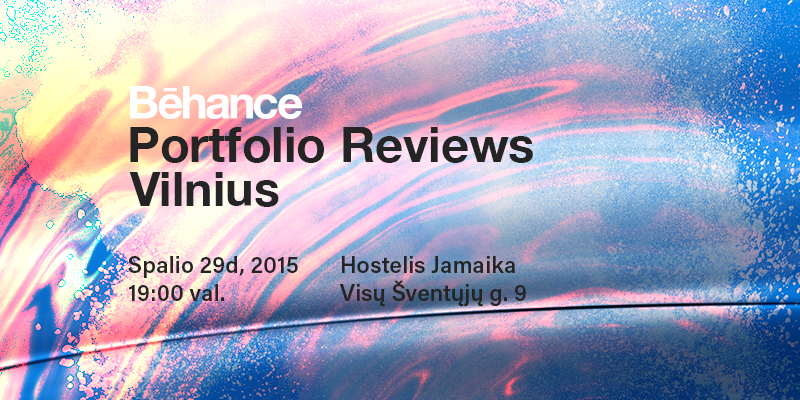 Bēhance
Portfolio Reviews
Vilnius
Spalio 29d, 2015
19:00 val.
Hostelis Jamaika
Visų Šventųjų g. 9